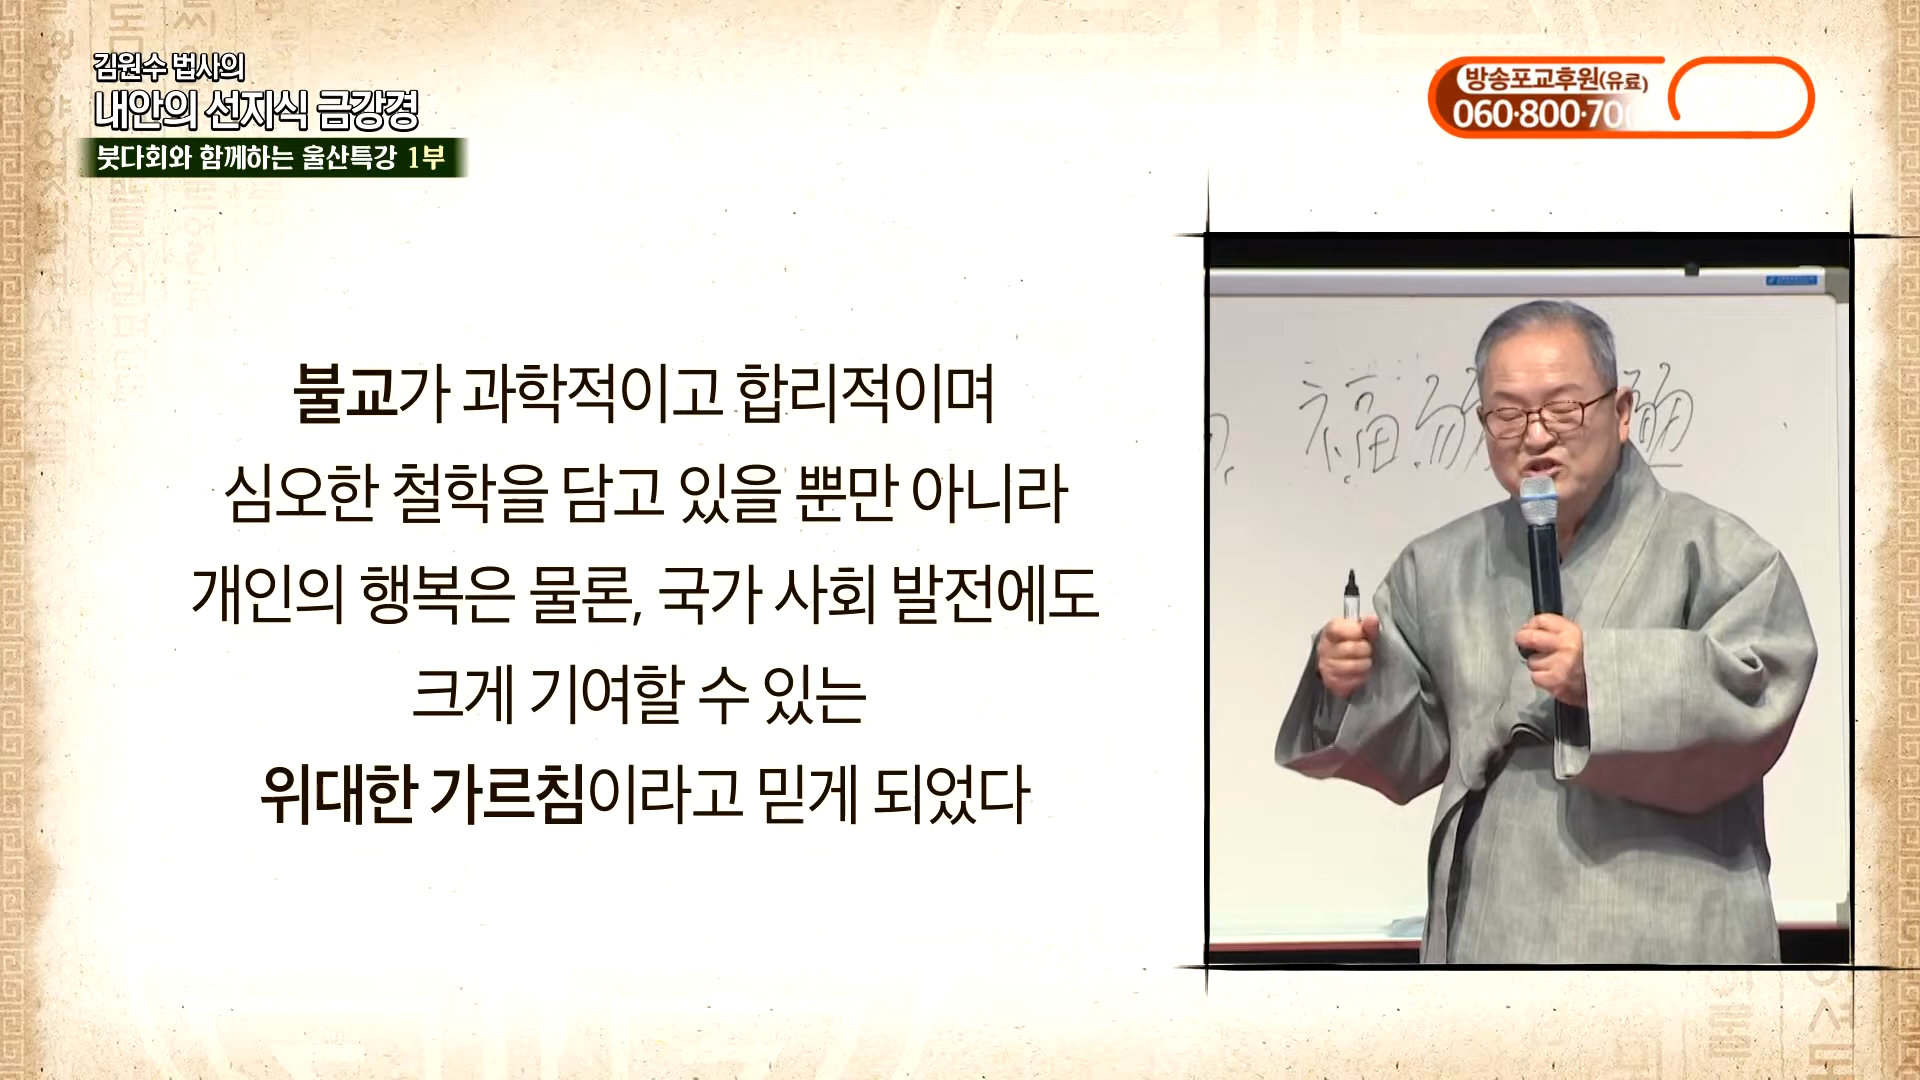 김원수 법사의
내안의 선지식 금강경
붓다회와 함께하는 울산특강 1부
방송포교후원(유료)
060·800·70
불교가 과학적이고 합리적이며
심오한 철학을 담고 있을 뿐만 아니라
개인의 행복은 물론, 국가 사회 발전에도
크게 기여할 수 있는
위대한 가르침이라고 믿게 되었다
福